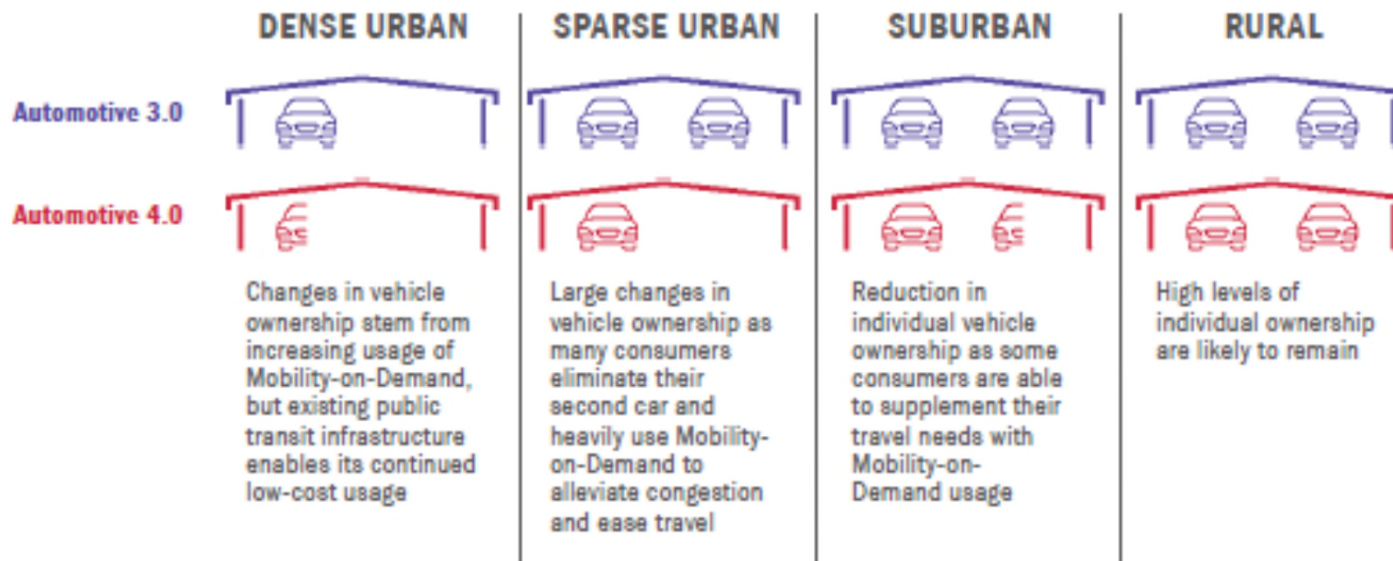 DENSE URBAN
SPARSE URBAN
SUBURBAN
RURAL
Automotive 3.0
Automotive 4.0
Changes in vehicle
ownership stem from
increasing usage of
Mobility-on-Demand,
but existing public
transit infrastructure
enables its continued
low-cost usage
Large changes in
vehicle ownership as
many consumers
eliminate their
second car and
heavily use Mobility-
on-Demand to
alleviate congestion
and ease travel
Reduction in
individual vehicle
ownership as some
consumers are able
to supplement their
travel needs with
Mobility-on-
Demand usage
High levels of
individual ownership
are likely to remain